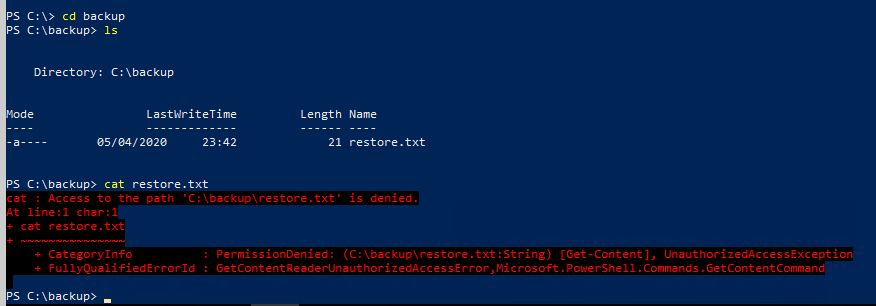 PS C:\> cd backup
PS C:\backup> ls
Directory: C:\backup
Mode                LastWriteTime         Length Name
----                -------------         ------ ----
-a----       05/04/2020     23:42             21 restore.txt
PS C:\backup> cat restore.txt
cat : Access to the path 'C:\backup\restore.txt' is denied.
At line:1 char:1
+ cat restore.txt
+ ~~~~~~~~~~~~~~~
+ CategoryInfo          : PermissionDenied: (C:\backup\restore.txt:String) [Get-Content], UnauthorizedAccessException
+ FullyQualifiedErrorId : GetContentReaderUnauthorizedAccessError,Microsoft.PowerShell.Commands.GetContentCommand
PS C:\backup> _